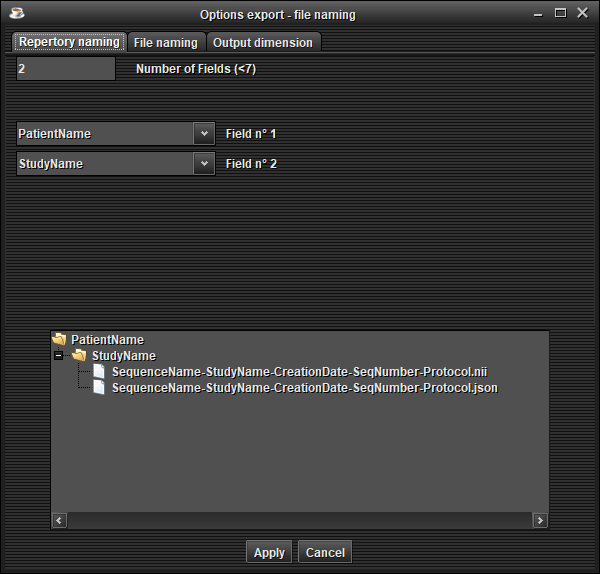 Options export - file naming
Repertory naming File naming Output dimension
2 Number of Fields (<7)
PatientName Field n° 1
StudyName Field n° 2
PatientName
StudyName
SequenceName-StudyName-CreationDate-SeqNumber-Protocol.nii
SequenceName-StudyName-CreationDate-SeqNumber-Protocol.json
Apply Cancel